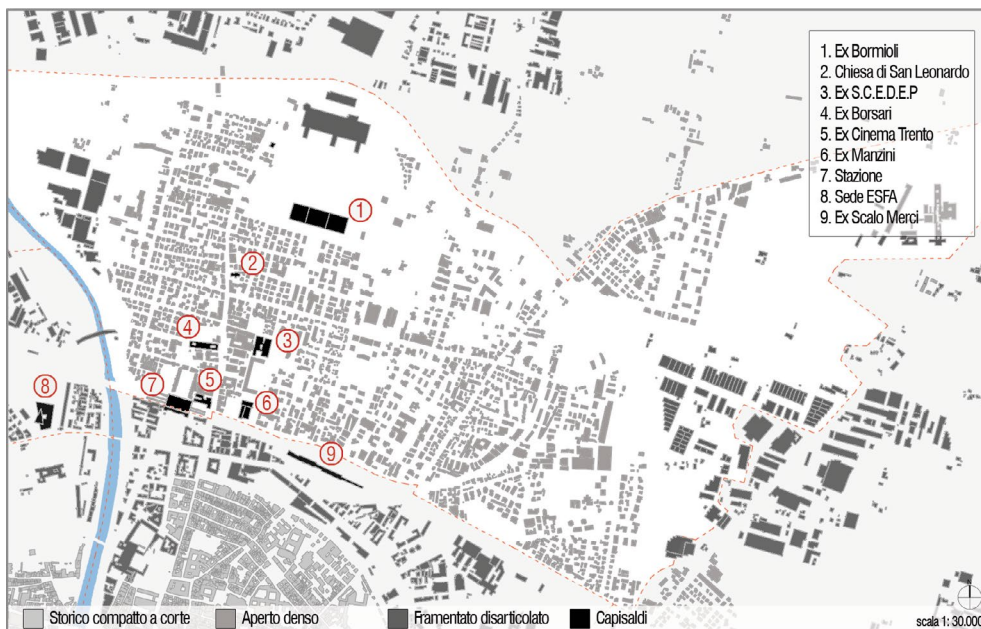 1. Ex Bormioli
2. Chiesa di San Leonardo
3. Ex S.C.E.D.E.P
4. Ex Borsari
5. Ex Cinema Trento
6. Ex Manzini
7. Stazione
8. Sede ESFA
9. Ex Scalo Merci
1
2
3
4
5
6
7
8
9
Storico compatto a corte
Aperto denso
Framentato disarticolato
Capisaldi
scala 1: 30.000